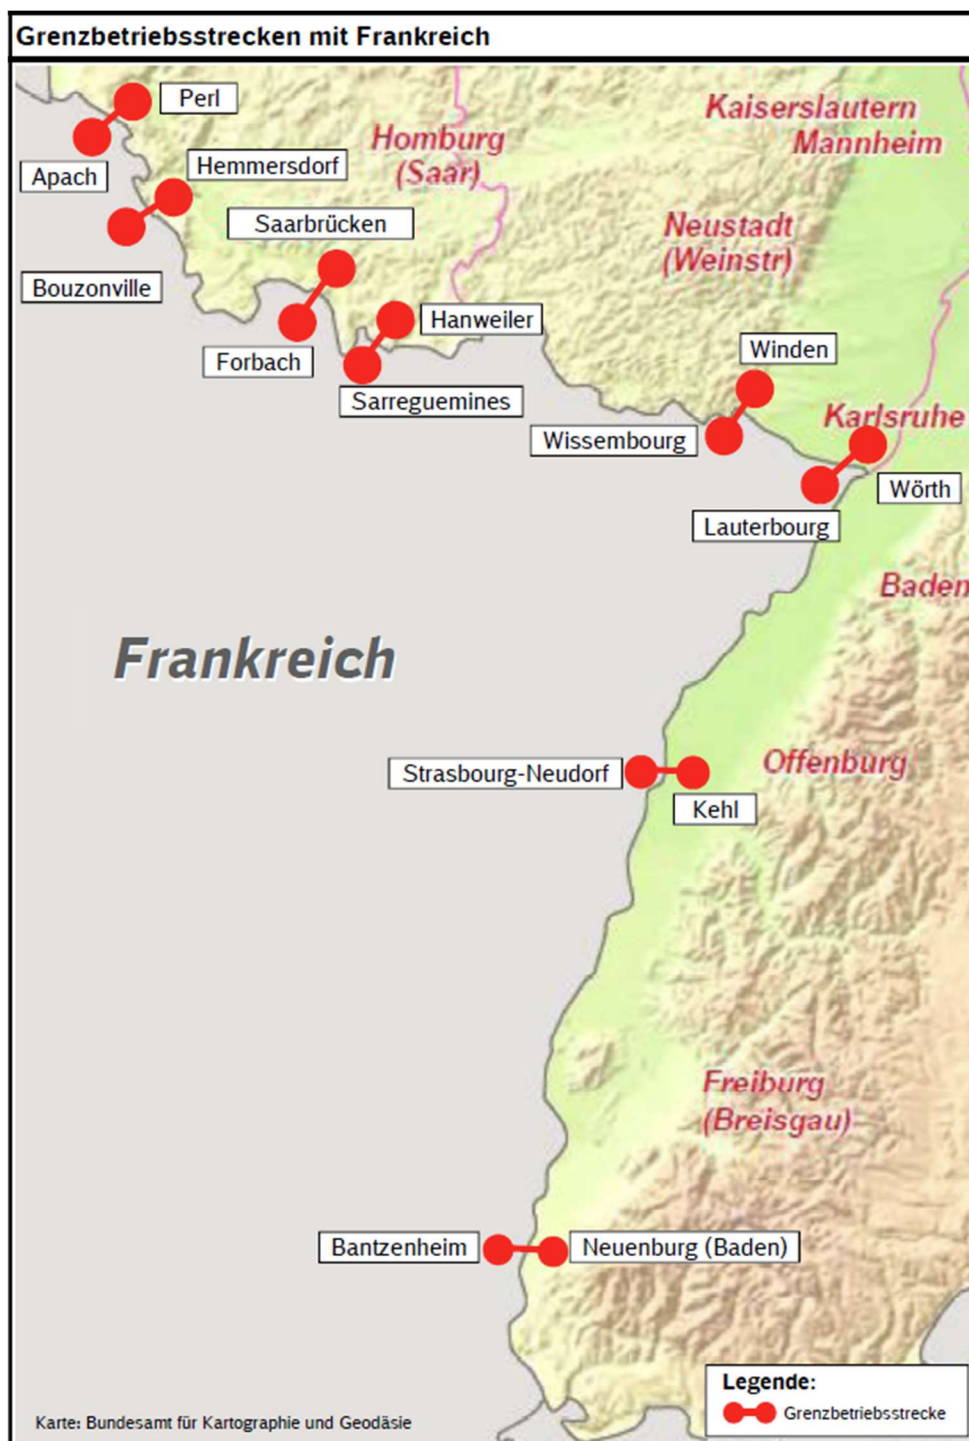 Grenzbetriebsstrecken mit Frankreich
Perl
Apach
Homburg
(Saar)
Kaiserslautern
Mannheim
Hemmersdorf
Saarbrücken
Neustadt
(Weinstr)
Bouzonville
Hanweiler
Forbach
Winden
Sarreguemines
Karlsruhe
Wissembourg
Wörth
Lauterbourg
Baden
Frankreich
Strasbourg-Neudorf
Offenburg
Kehl
Freiburg
(Breisgau)
Bantzenheim
Neuenburg (Baden)
Legende:
Grenzbetriebsstrecke
Karte: Bundesamt für Kartographie und Geodäsie